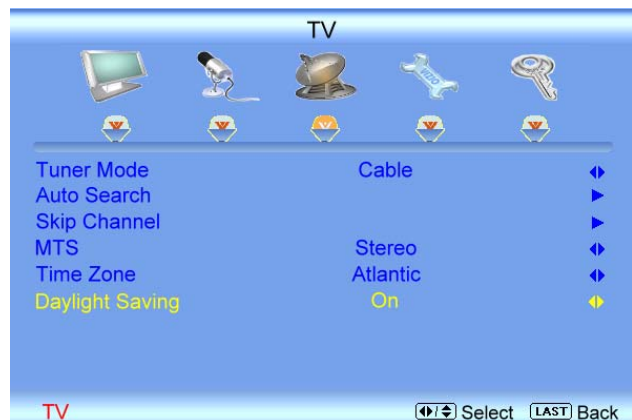 TV
Tuner Mode Cable
Auto Search
Skip Channel
MTS Stereo
Time Zone Atlantic
Daylight Saving On
TV Select LAST Back